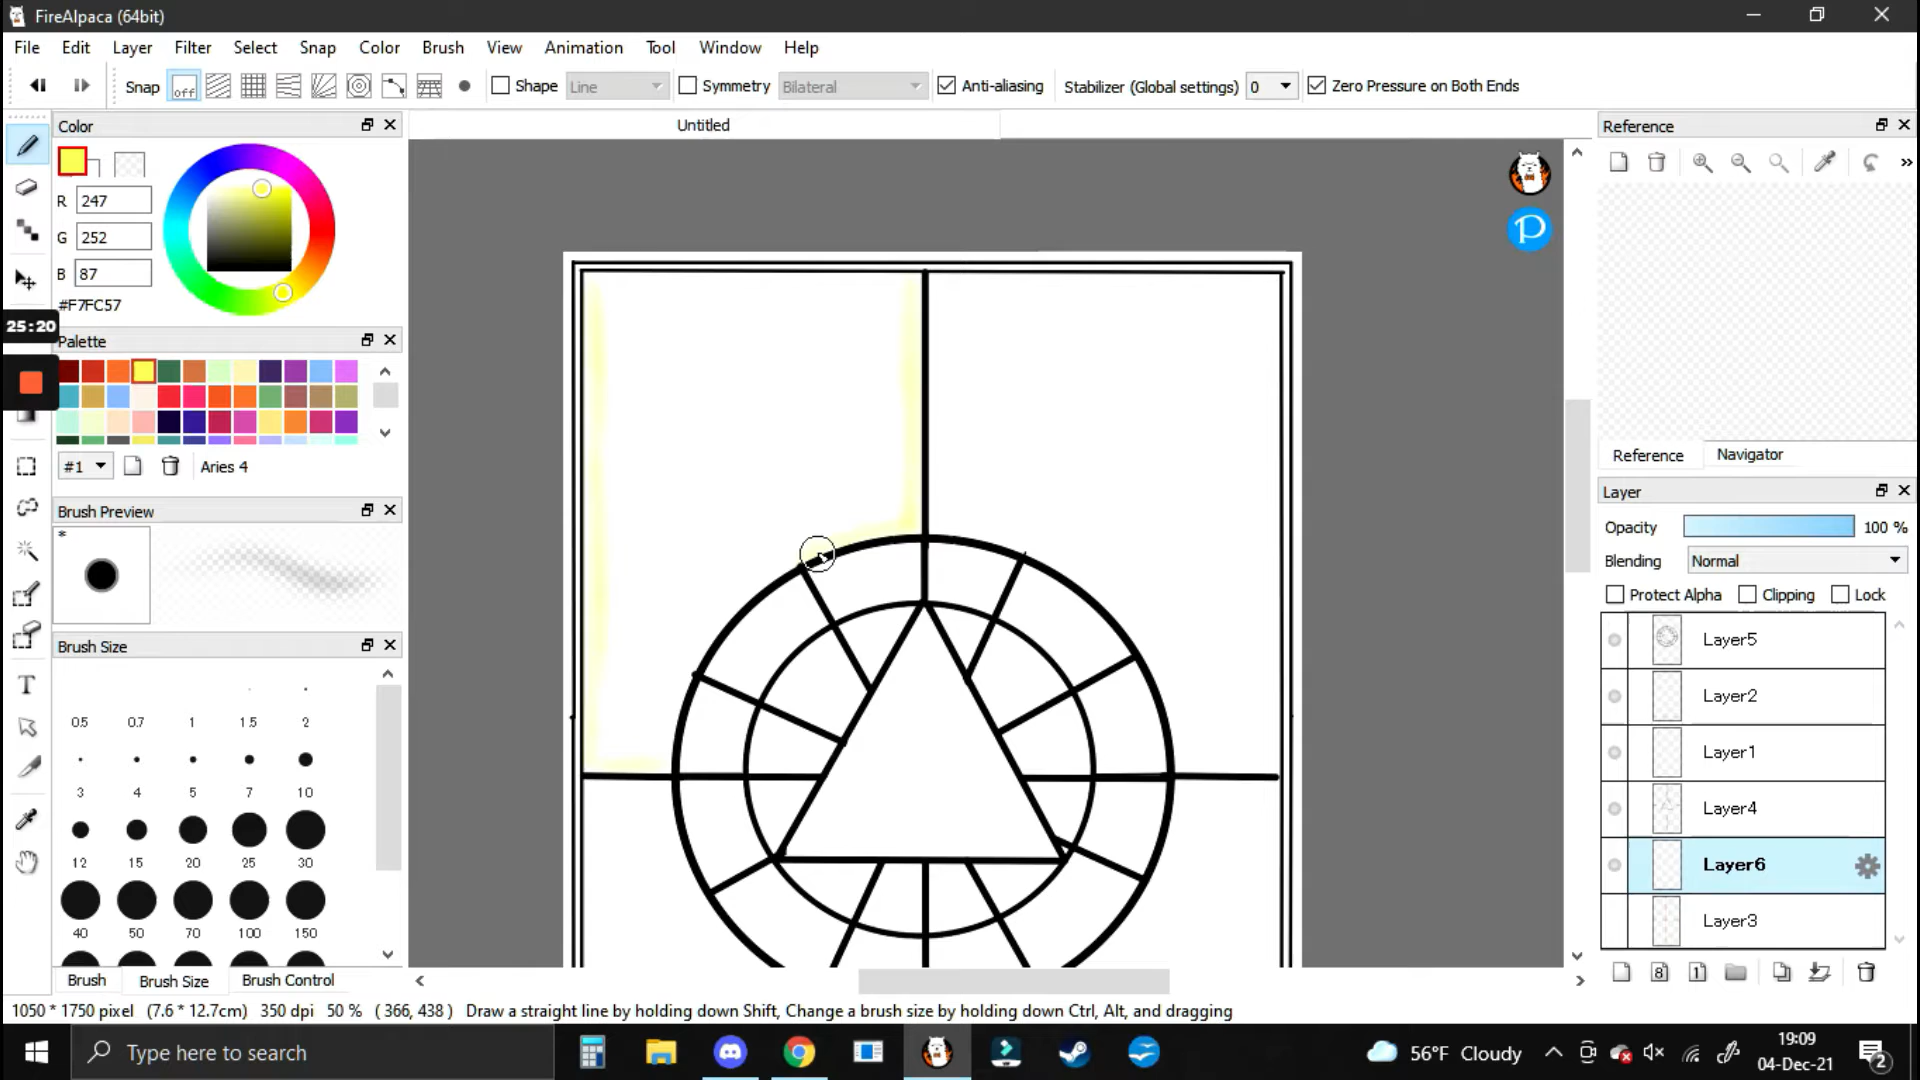 FireAlpaca (64bit)
File Edit Layer Filter Select Snap Color Brush View Animation Tool Window Help
Snap off Shape Line Symmetry Bilateral Anti-aliasing Stabilizer (Global settings) 0 Zero Pressure on Both Ends
Color
Untitled
Reference
R 247
G 252
B 87
#F7FC57
25:20
Palette
#1 Aries 4
Reference Navigator
Brush Preview
*
Layer
Opacity 100 %
Blending Normal
Protect Alpha Clipping Lock
Brush Size
0.5 0.7 1 1.5 2
3 4 5 7 10
12 15 20 25 30
40 50 70 100 150
Layer5
Layer2
Layer1
Layer4
Layer6
Layer3
Brush Brush Size Brush Control
1050 * 1750 pixel (7.6 * 12.7cm) 350 dpi 50 % ( 366, 438 ) Draw a straight line by holding down Shift, Change a brush size by holding down Ctrl, Alt, and dragging
Type here to search
56°F Cloudy
19:09
04-Dec-21
2